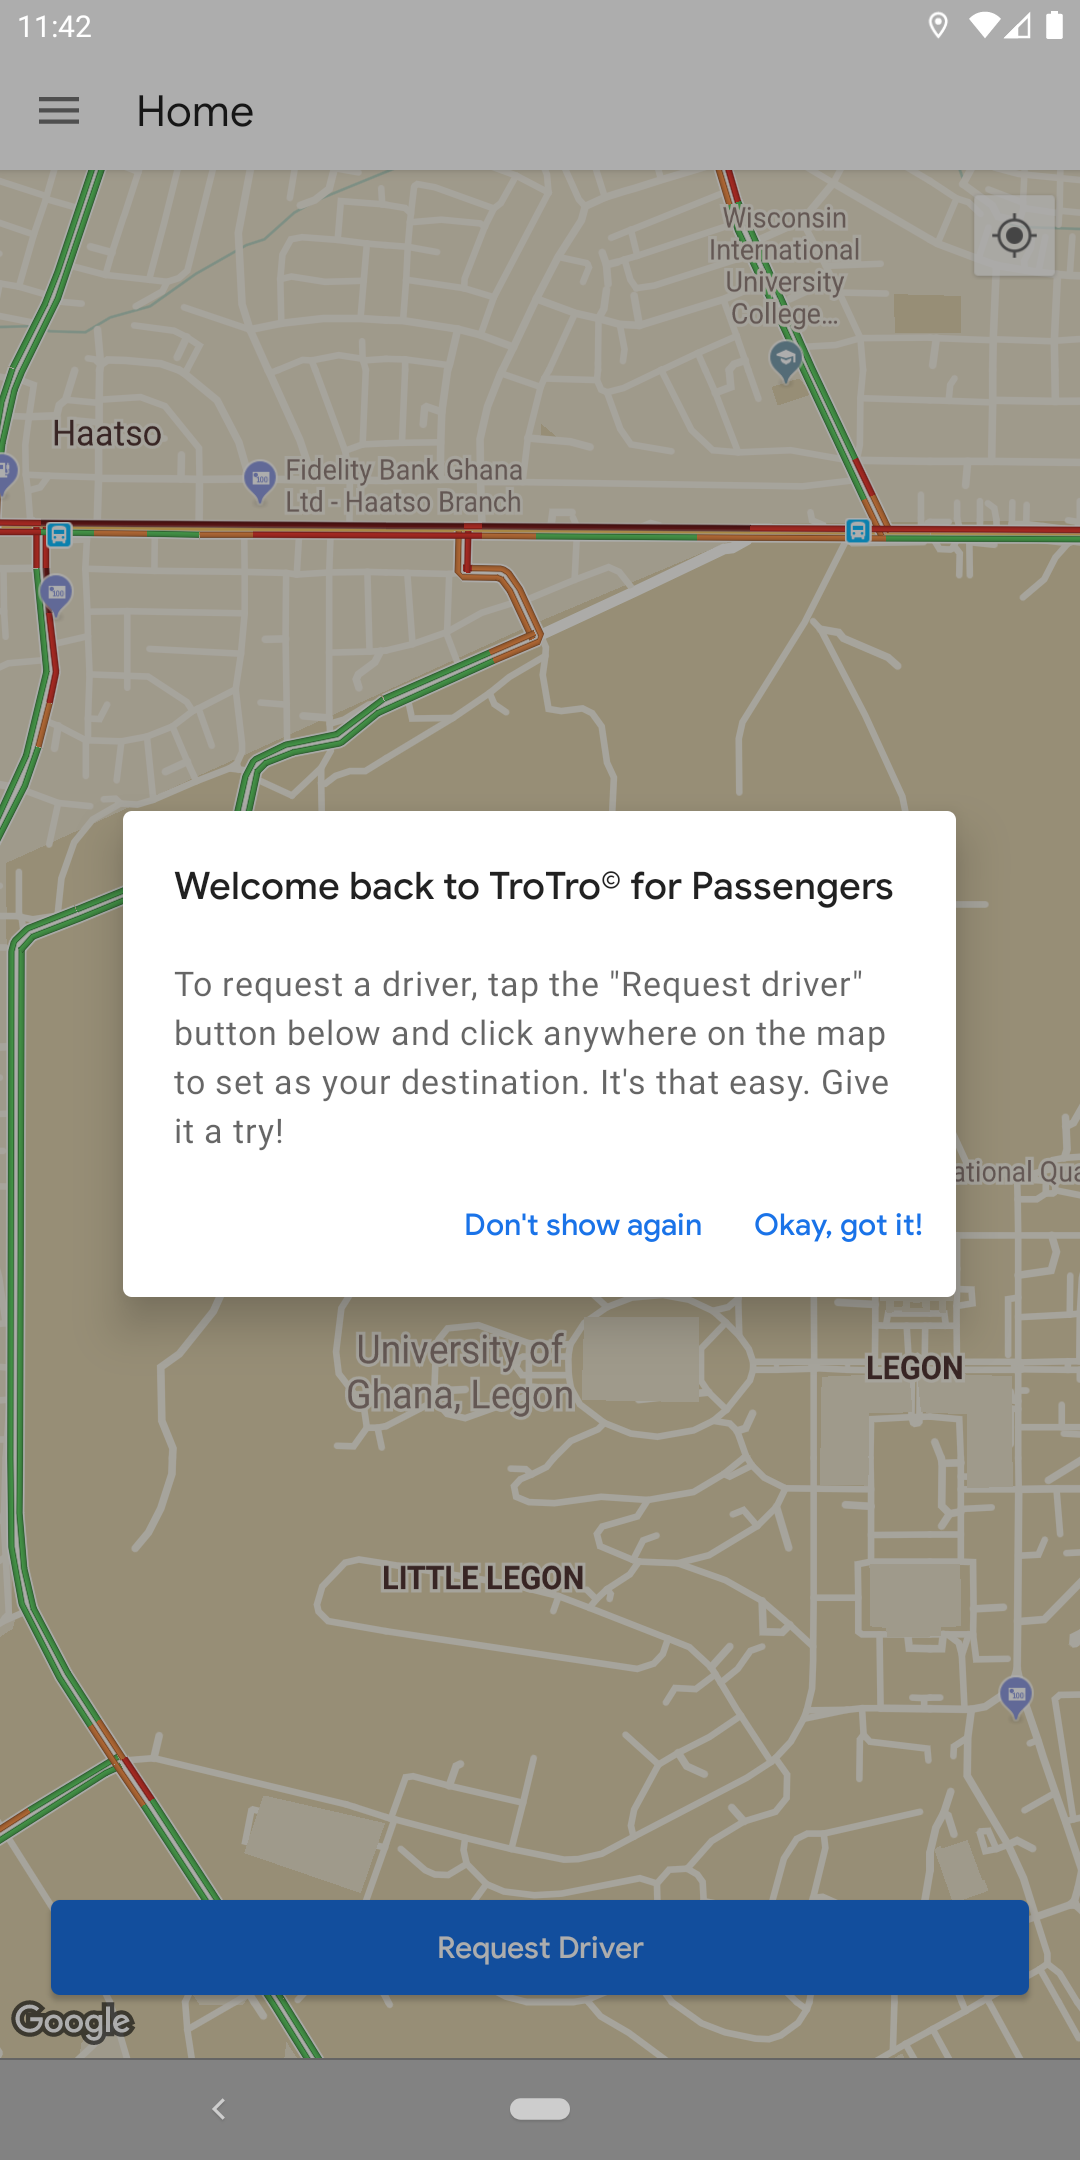 11:42
Home
Wisconsin
International
University
College...
Haatso
Fidelity Bank Ghana
Ltd - Haatso Branch
Welcome back to TroTro© for Passengers
To request a driver, tap the "Request driver"
button below and click anywhere on the map
to set as your destination. It's that easy. Give
it a try!
ational Qua
Don't show again Okay, got it!
University of
Ghana, Legon
LEGON
LITTLE LEGON
Request Driver
Google